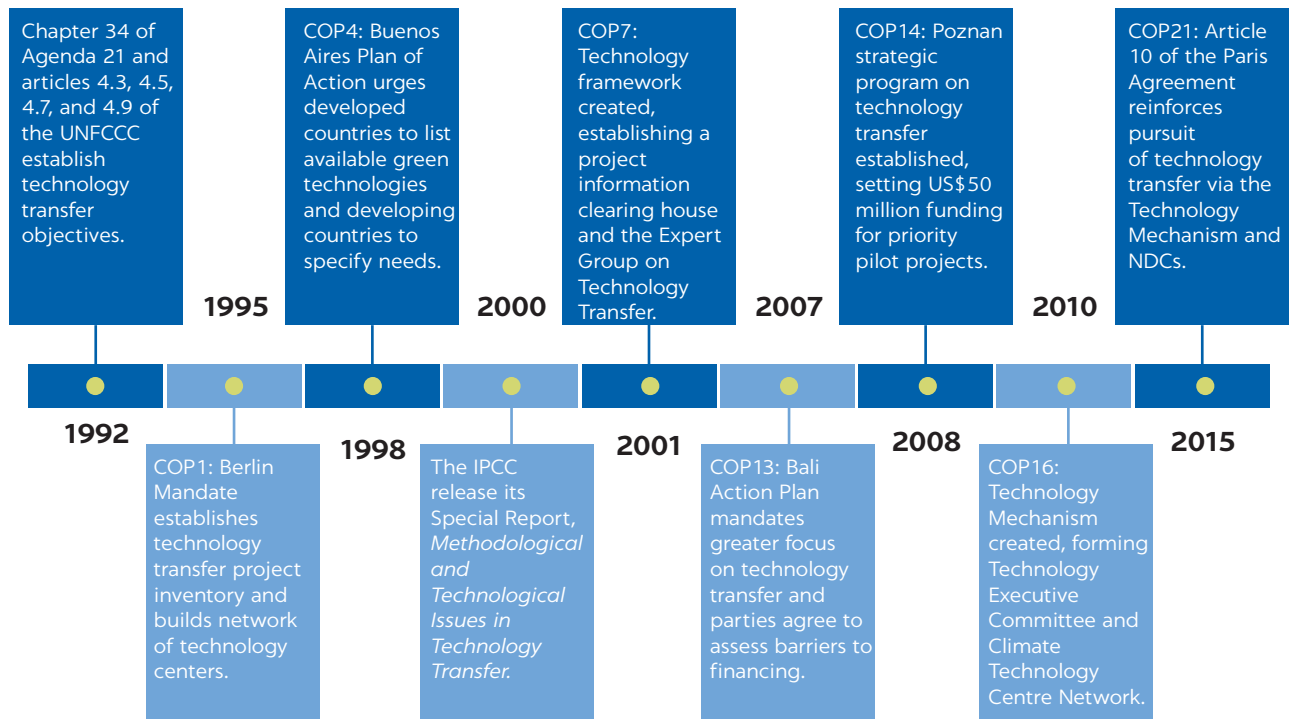 Chapter 34 of
Agenda 21 and
articles 4.3, 4.5,
4.7, and 4.9 of
the UNFCCC
establish
technology
transfer
objectives.
1992
1995
COP1: Berlin
Mandate
establishes
technology
transfer project
inventory and
builds network
of technology
centers.
COP4: Buenos
Aires Plan of
Action urges
developed
countries to list
available green
technologies
and developing
countries to
specify needs.
1998
2000
The IPCC
release its
Special Report,
Methodological
and
Technological
Issues in
Technology
Transfer.
COP7:
Technology
framework
created,
establishing a
project
information
clearing house
and the Expert
Group on
Technology
Transfer.
2001
2007
COP13: Bali
Action Plan
mandates
greater focus
on technology
transfer and
parties agree to
assess barriers to
financing.
COP14: Poznan
strategic
program on
technology
transfer
established,
setting US$50
million funding
for priority
pilot projects.
2008
2010
COP16:
Technology
Mechanism
created, forming
Technology
Executive
Committee and
Climate
Technology
Centre Network.
COP21: Article
10 of the Paris
Agreement
reinforces
pursuit
of technology
transfer via the
Technology
Mechanism and
NDCs.
2015